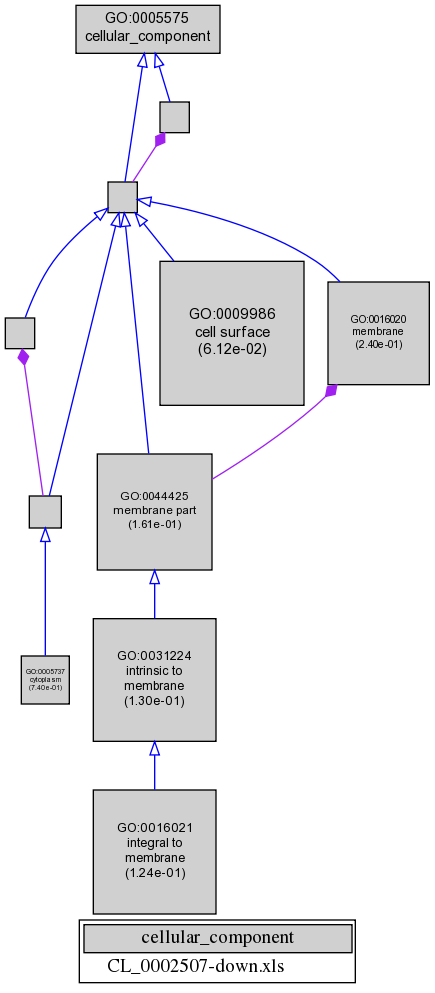 GO:0005575
cellular_component
GO:0009986
cell surface
(6.12e-02)
GO:0016020
membrane
(2.40e-01)
GO:0044425
membrane part
(1.61e-01)
GO:0031224
intrinsic to
membrane
(1.30e-01)
GO:0005737
cytoplasm
(7.40e-01)
GO:0016021
integral to
membrane
(1.24e-01)
cellular_component
CL_0002507-down.xls